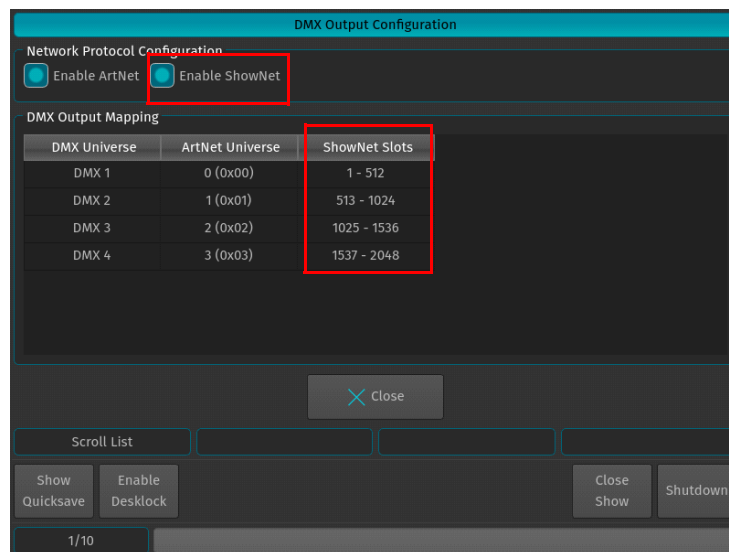 DMX Output Configuration
Network Protocol Configuration
Enable ArtNet Enable ShowNet
DMX Output Mapping
DMX Universe ArtNet Universe ShowNet Slots
DMX 1 0 (0x00) 1 - 512
DMX 2 1 (0x01) 513 - 1024
DMX 3 2 (0x02) 1025 - 1536
DMX 4 3 (0x03) 1537 - 2048
Close
Scroll List
Show Enable Close
Quicksave Desklock Show Shutdown
1/10